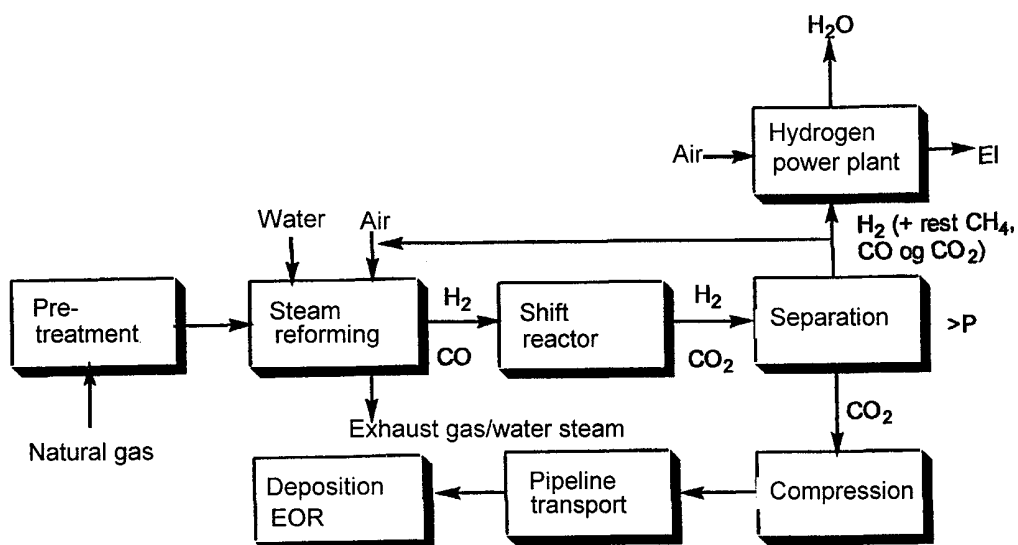 H₂O
Hydrogen
power plant
Air
El
H₂ (+ rest CH₄,
CO og CO₂)
Water
Air
Pre-
treatment
Steam
reforming
H₂
CO
Shift
reactor
H₂
CO₂
Separation
>P
CO₂
Natural gas
Exhaust gas/water steam
Deposition
EOR
Pipeline
transport
Compression